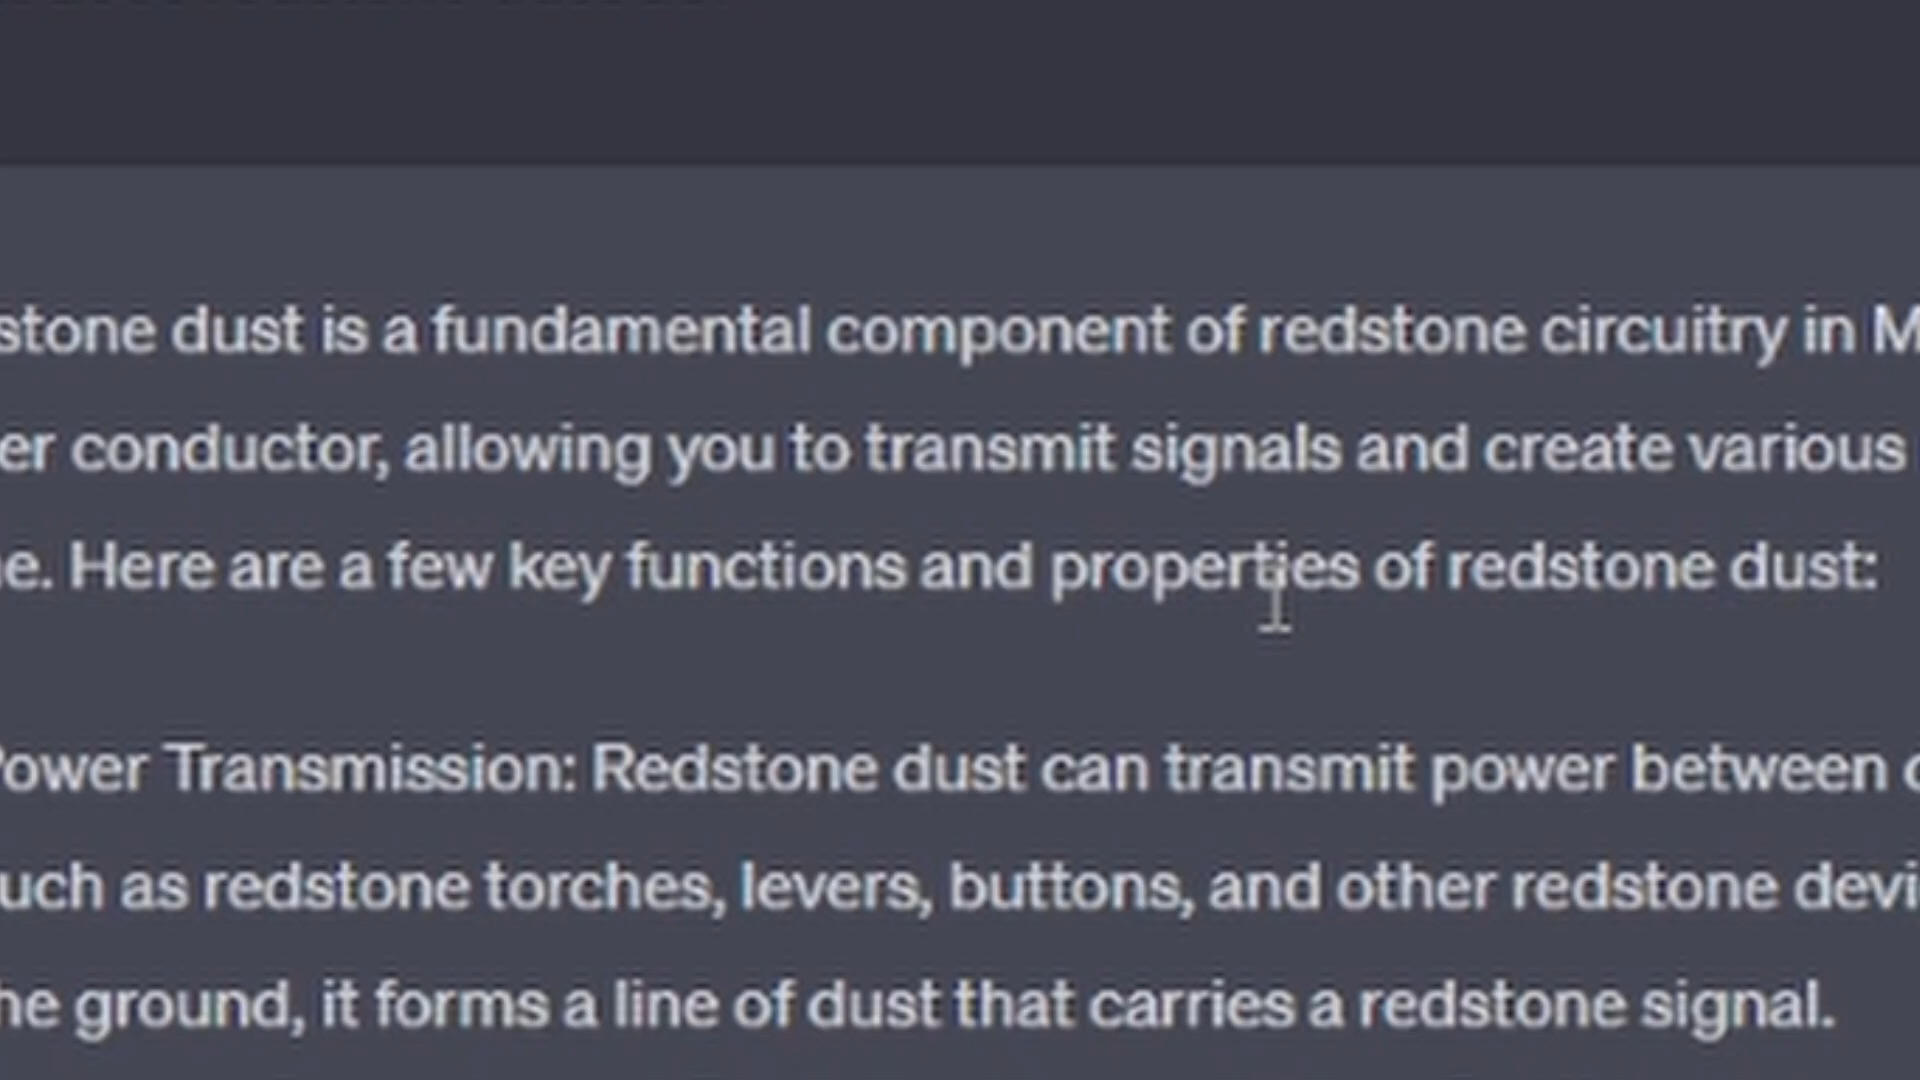 stone dust is a fundamental component of redstone circuitry in M
er conductor, allowing you to transmit signals and create various
e. Here are a few key functions and properties of redstone dust:
Power Transmission: Redstone dust can transmit power between
uch as redstone torches, levers, buttons, and other redstone devi
he ground, it forms a line of dust that carries a redstone signal.